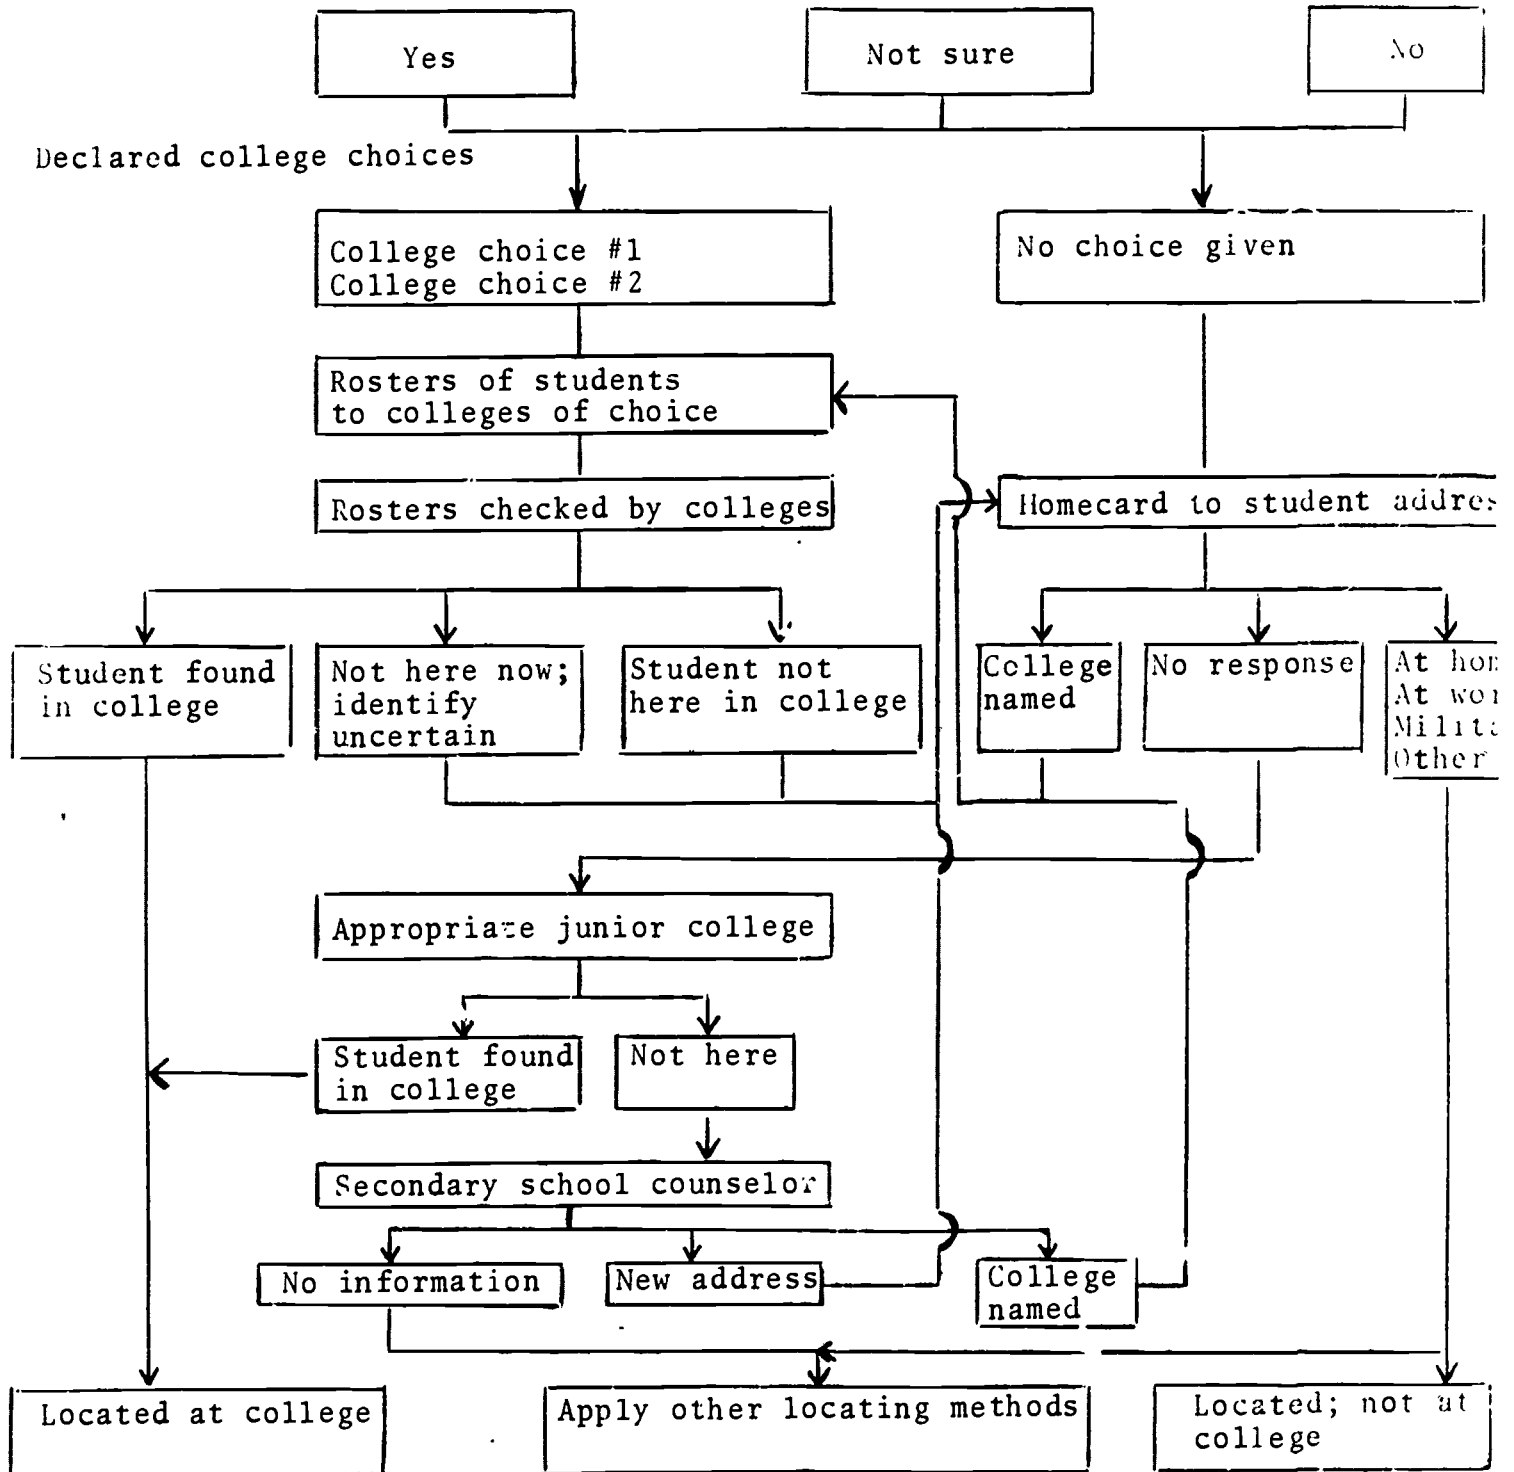 Yes
Not sure
No
Declared college choices
College choice #1
College choice #2
No choice given
Rosters of students
to colleges of choice
Rosters checked by colleges
Homecard to student
Student found
in college
Not here now;
identify
uncertain
Student not
here in college
College
named
No response
At
At
Other
Appropriate junior college
Student found
in college
Not here
Secondary school counselor
No information
New address
College
named
Located at college
Apply other locating methods
Located; not at
college